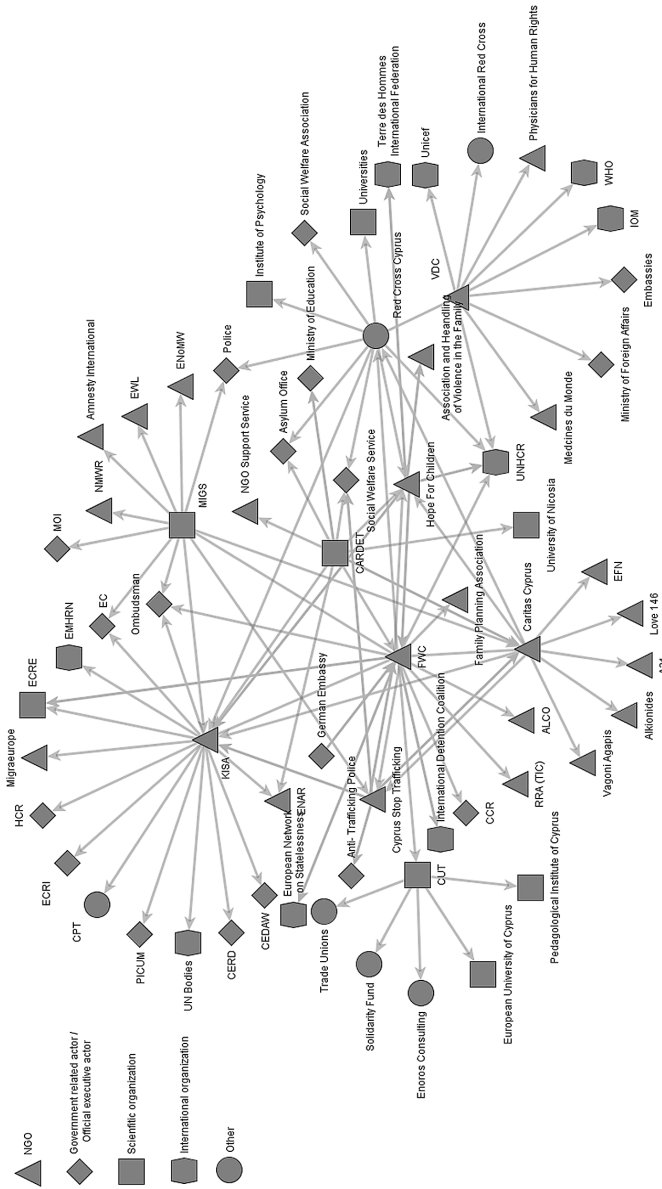 NGO
Government related actor /
Official executive actor
Scienfitic organization
International organization
Other
Migraeurope
HCR
ECRI
CPT
PICUM
UN Bodies
CERD
CEDAW
ECRE
EMHRN
EC
MOI
Ombudsman
NMWR
Amnesty International
EWL
ENoMW
Police
MIGS
KISA
NGO Support Service
Institute of Psychology
Asylum Office
Ministry of Education
Social Welfare Association
Universities
Social Welfare Service
CARDET
German Embassy
ENAR
European Network
on Statelessness
Trade Unions
Anti- Trafficking Police
Solidarity Fund
Cyprus Stop Trafficking
Enoros Consulting
CUT
FWC
Hope For Children
Red Cross Cyprus
Terre des Hommes
International Federation
Unicef
VDC
Association and Heandling
of Violence in the Family
International Detention Coalition
Family Planning Association
International Red Cross
CCR
European University of Cyprus
UNHCR
Caritas Cyprus
Physicians for Human Rights
RRA (TIC)
ALCO
University of Nicosia
Pedagological Institute of Cyprus
Medcines du Monde
Vagoni Agapis
WHO
EFN
Ministry of Foreign Affairs
IOM
Alkionides
Love 146
Embassies